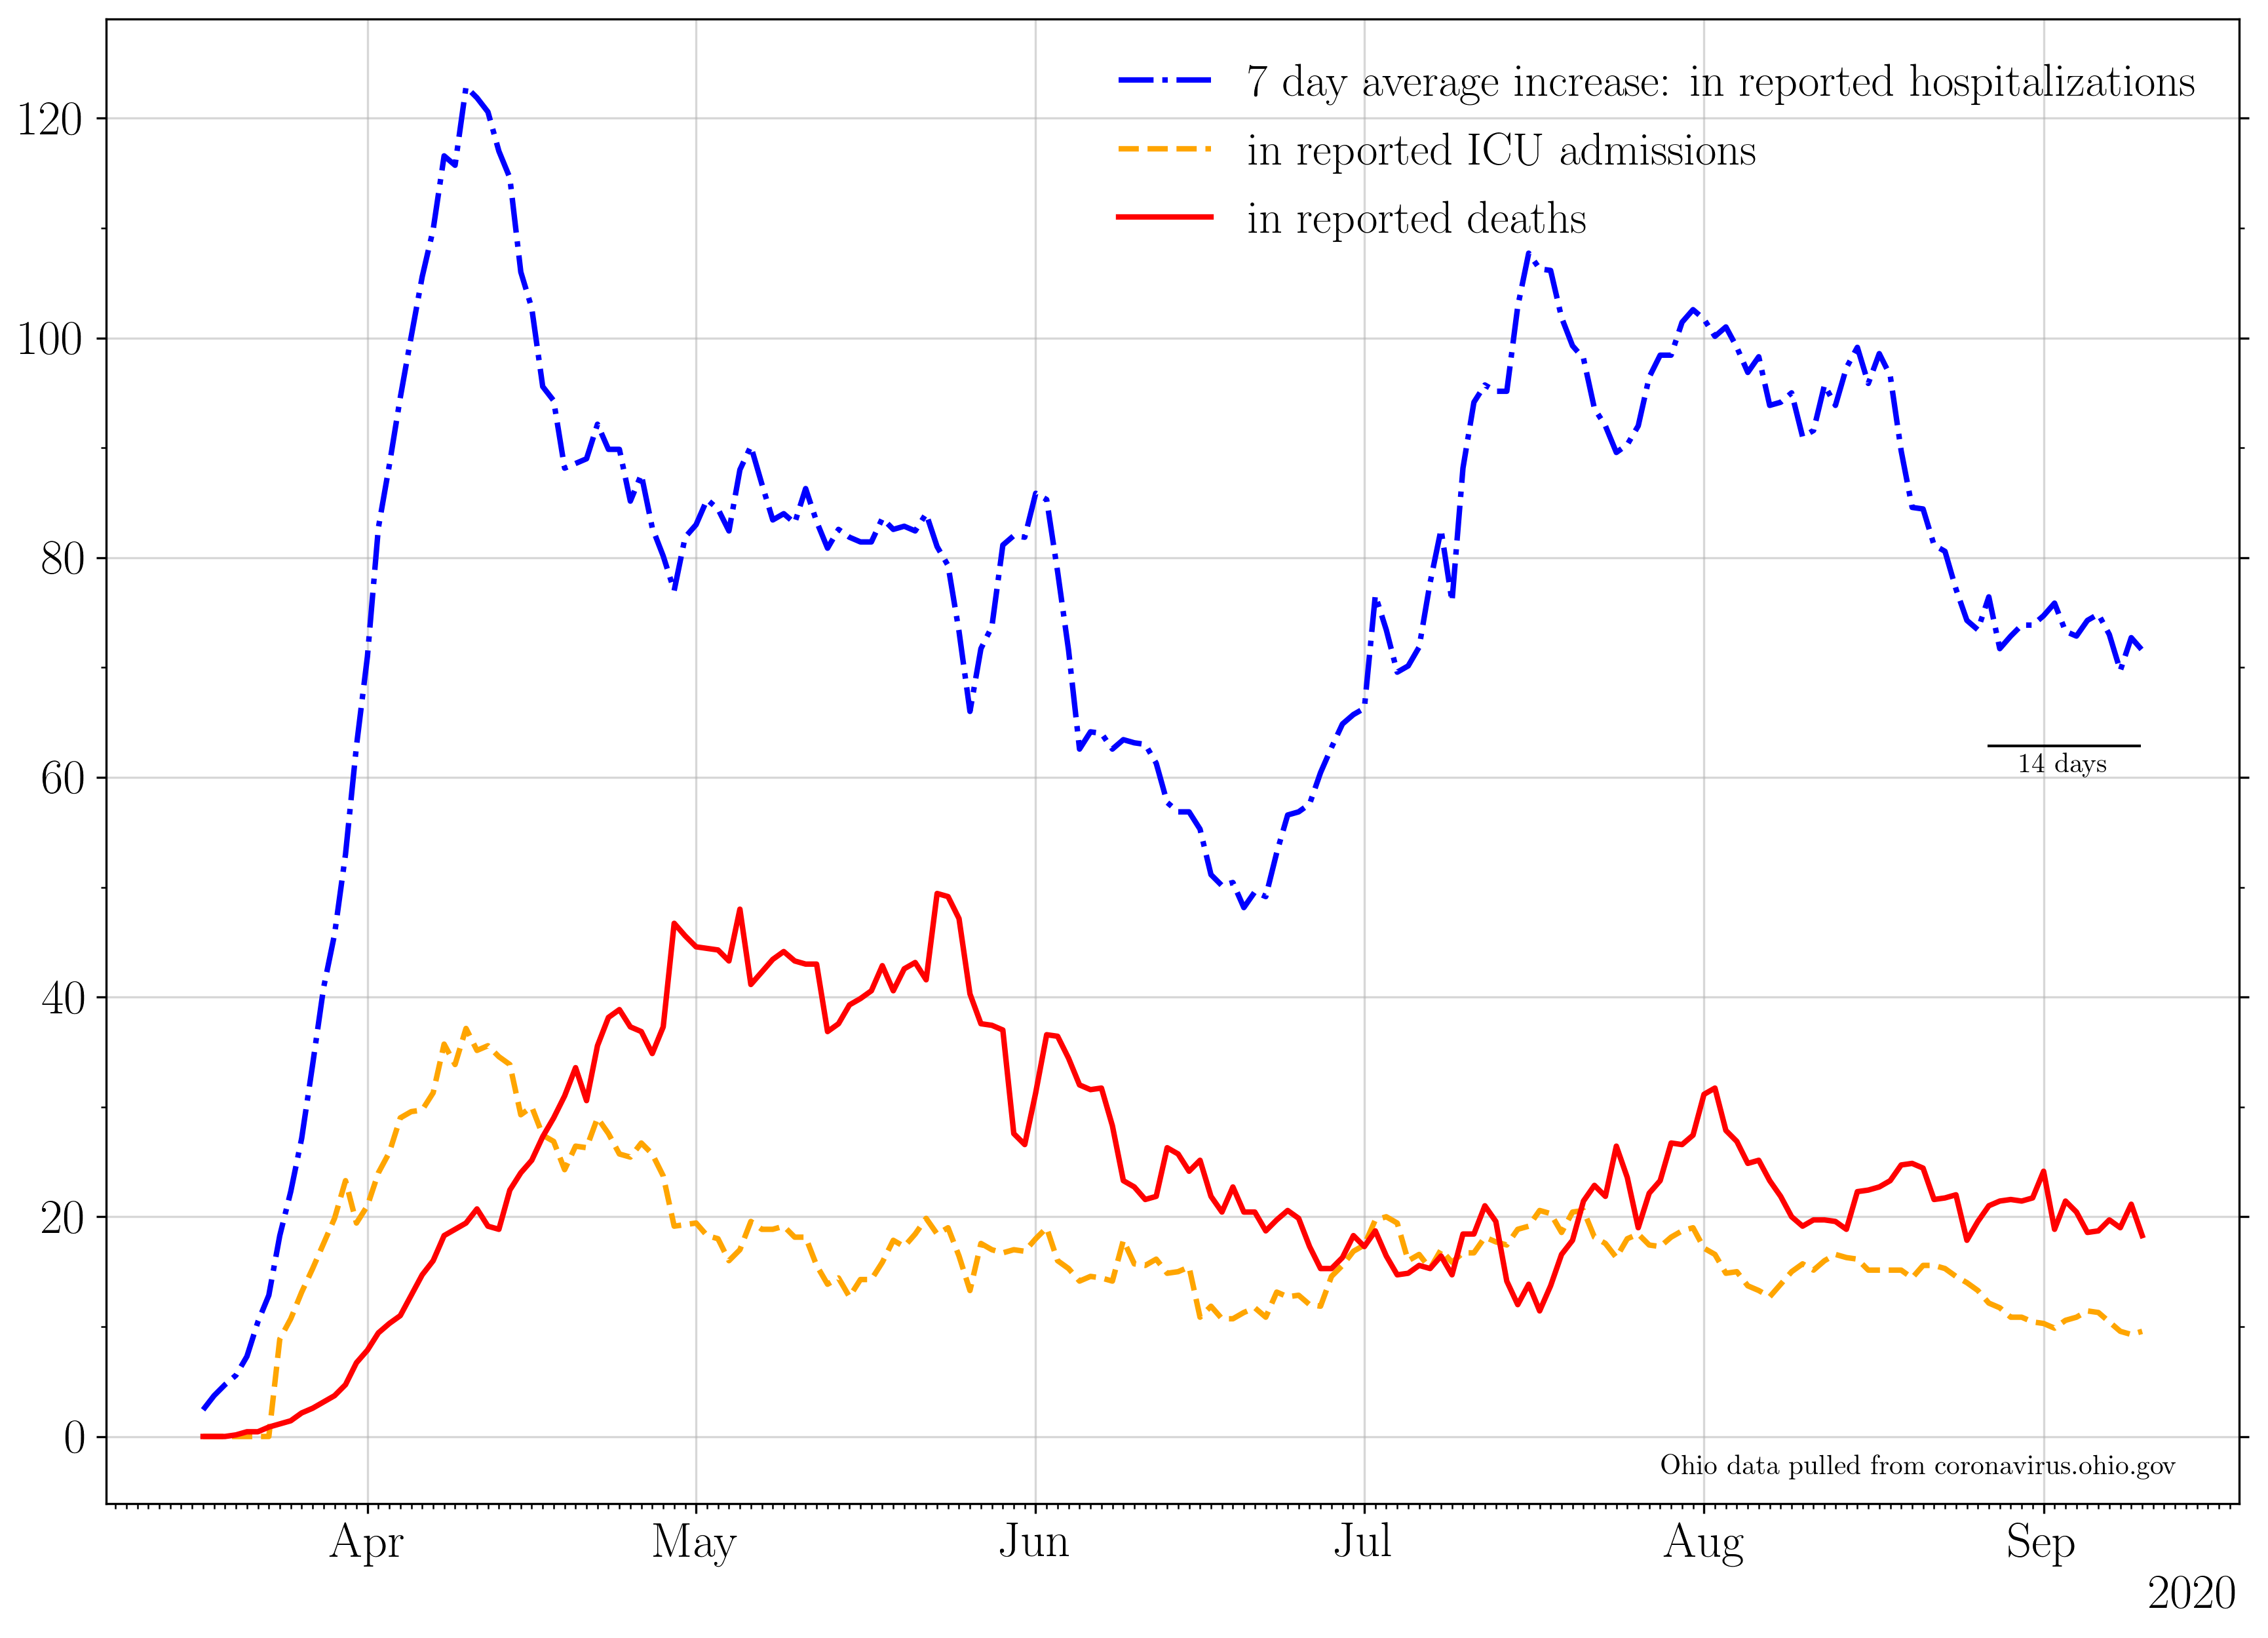 7 day average increase: in reported hospitalizations
in reported ICU admissions
in reported deaths
120
100
80
60
40
20
0
14 days
Ohio data pulled from coronavirus.ohio.gov
Apr May Jun Jul Aug Sep
2020